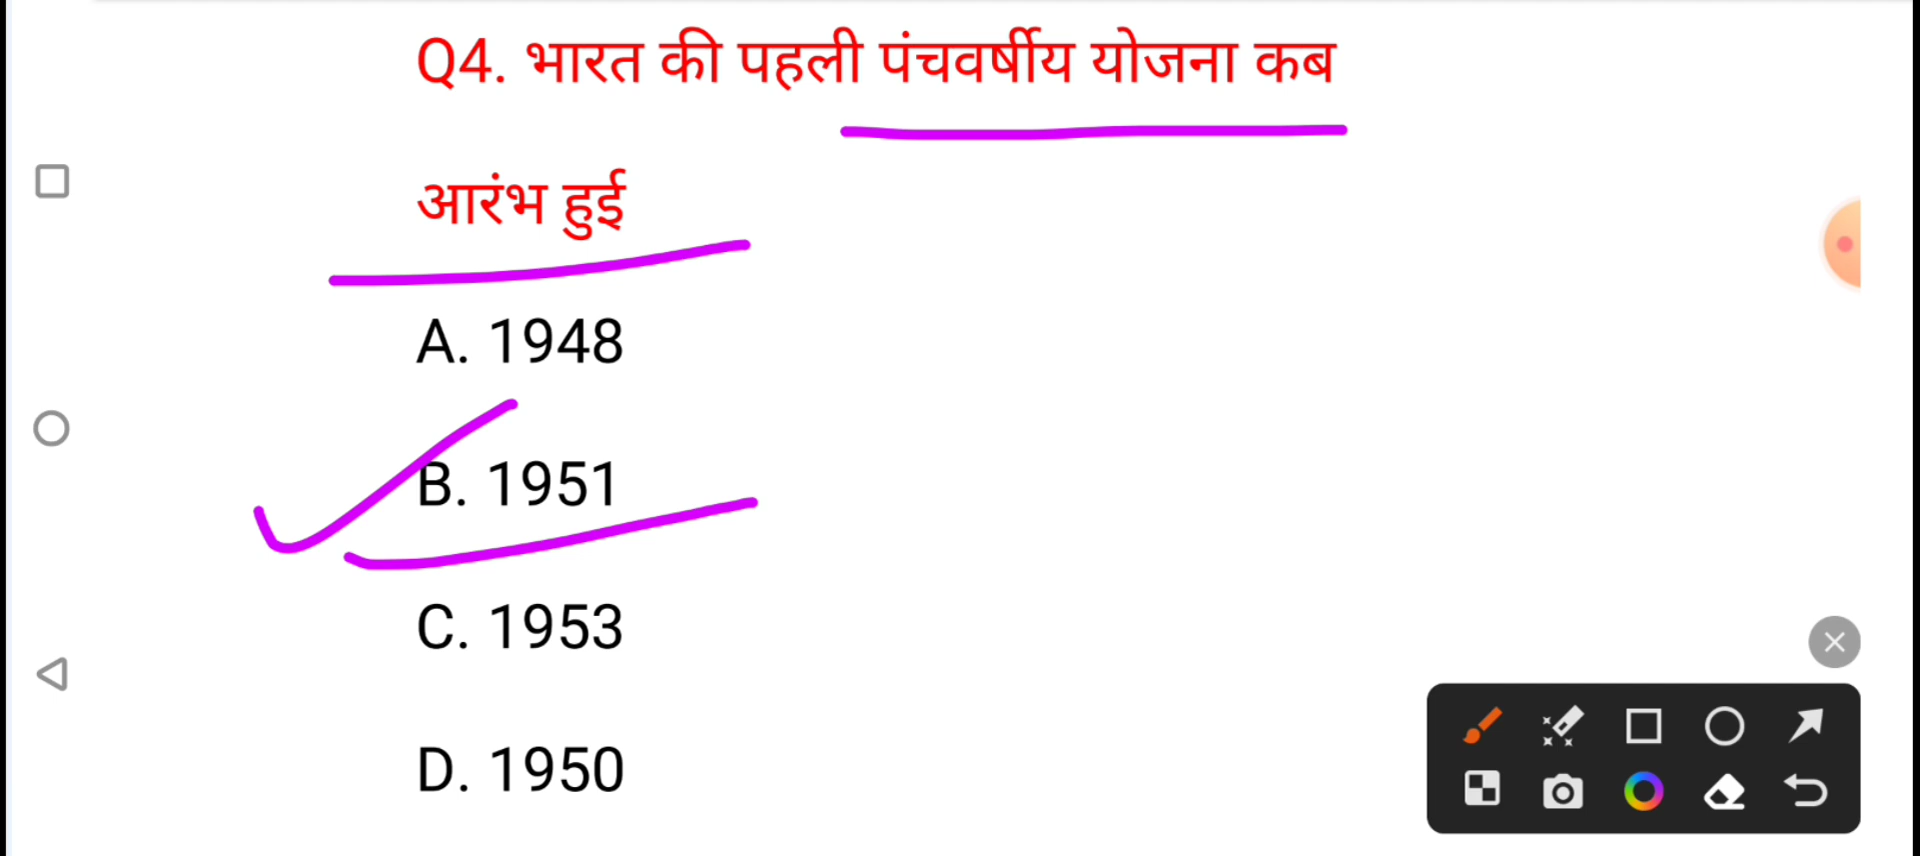 Q4. भारत की पहली पंचवर्षीय योजना कब
आरंभ हुई
A. 1948
B. 1951
C. 1953
D. 1950